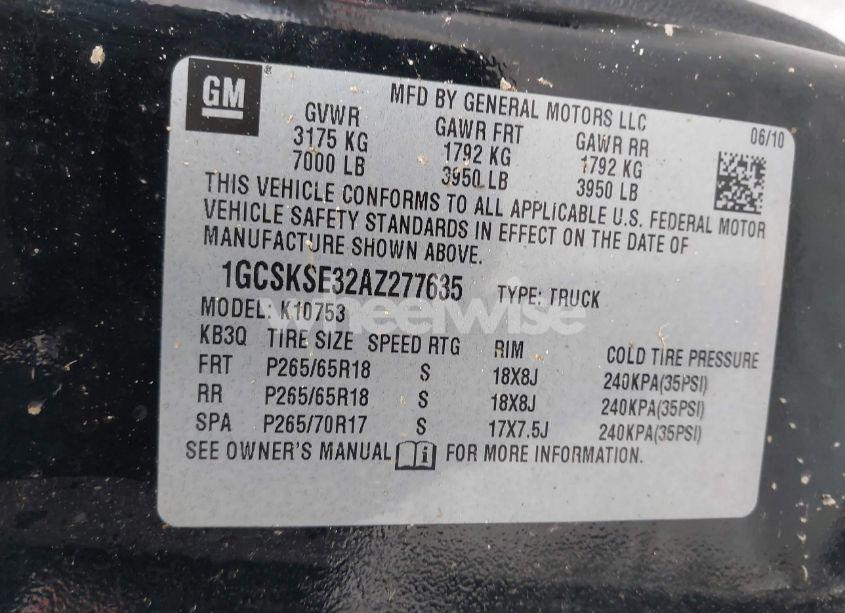 GM
MFD BY GENERAL MOTORS LLC
06/10
GVWR GAWR FRT GAWR RR
3175 KG 1792 KG 1792 KG
7000 LB 3950 LB 3950 LB
THIS VEHICLE CONFORMS TO ALL APPLICABLE U.S. FEDERAL MOTOR
VEHICLE SAFETY STANDARDS IN EFFECT ON THE DATE OF
MANUFACTURE SHOWN ABOVE.
1GCSKSE32AZ277635 TYPE: TRUCK
MODEL: K10753
wheelwise
KB3Q TIRE SIZE SPEED RTG RIM COLD TIRE PRESSURE
FRT P265/65R18 S 18X8J 240KPA(35PSI)
RR P265/65R18 S 18X8J 240KPA(35PSI)
SPA P265/70R17 S 17X7.5J 240KPA(35PSI)
SEE OWNER'S MANUAL i FOR MORE INFORMATION.